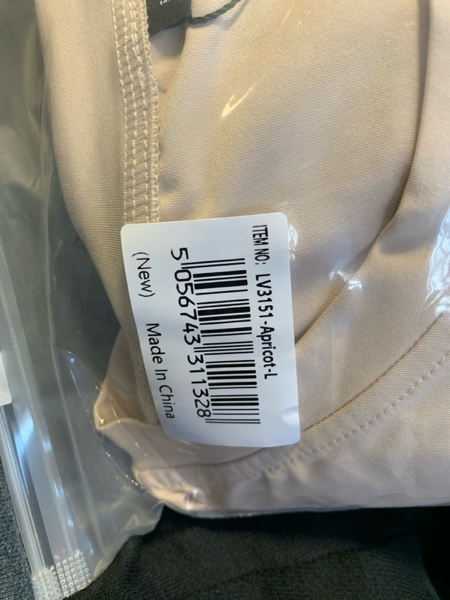 ITEM NO: LV3151-Apricot-L
5 056743 311328
(New) Made In China